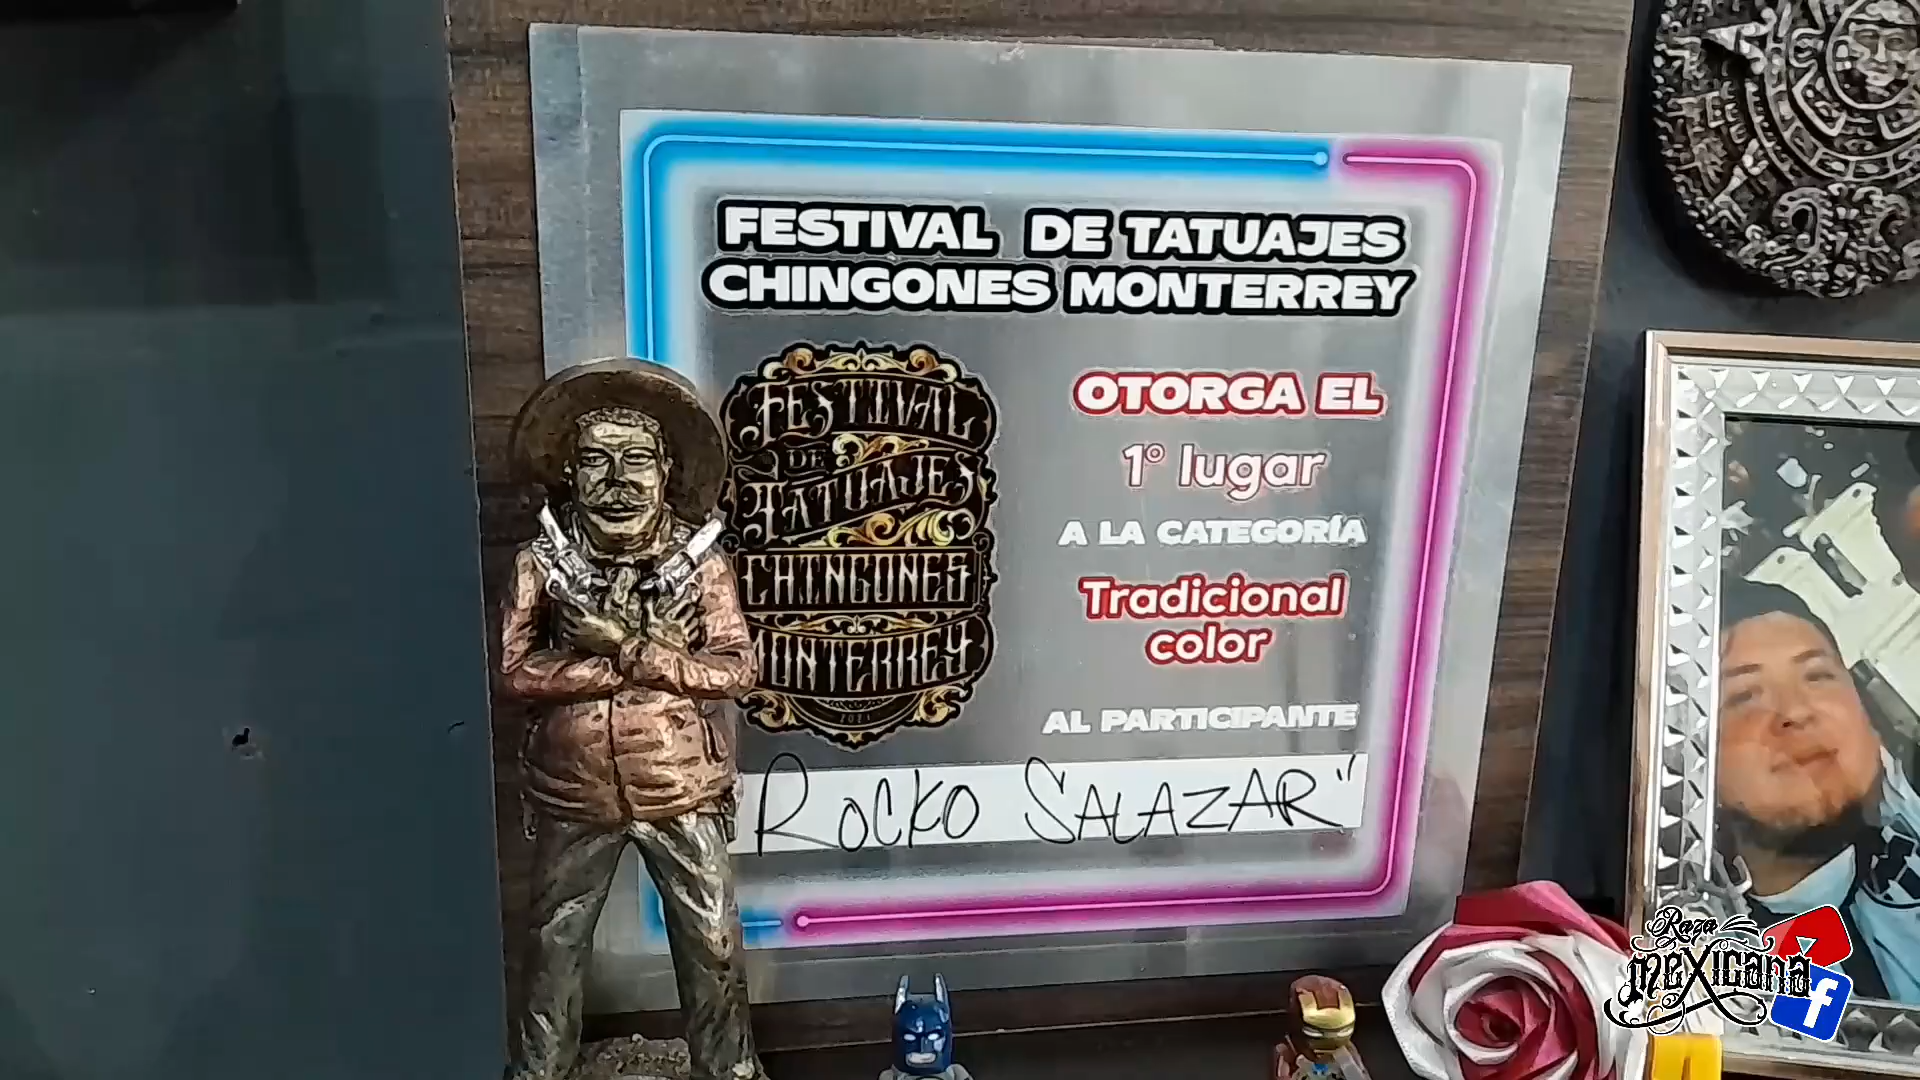 FESTIVAL DE TATUAJES
CHINGONES MONTERREY
FESTIVAL
DE
TATUAJES
CHINGONES
MONTERREY
2021
OTORGA EL
1° lugar
A LA CATEGORÍA
Tradicional
color
AL PARTICIPANTE
ROCKO SALAZAR"
Raza
mexicana
f